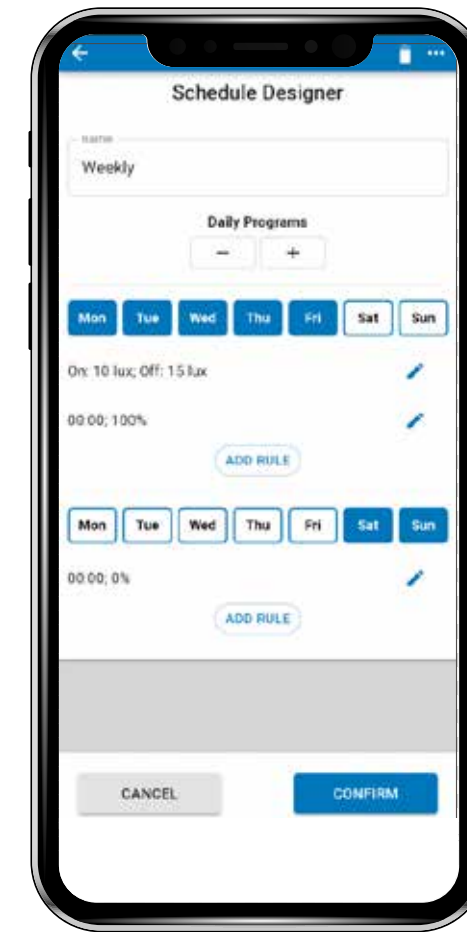 Schedule Designer
name
Weekly
Daily Programs
− +
Mon Tue Wed Thu Fri Sat Sun
On: 10 lux; Off: 15 lux
00:00; 100%
ADD RULE
Mon Tue Wed Thu Fri Sat Sun
00:00; 0%
ADD RULE
CANCEL CONFIRM